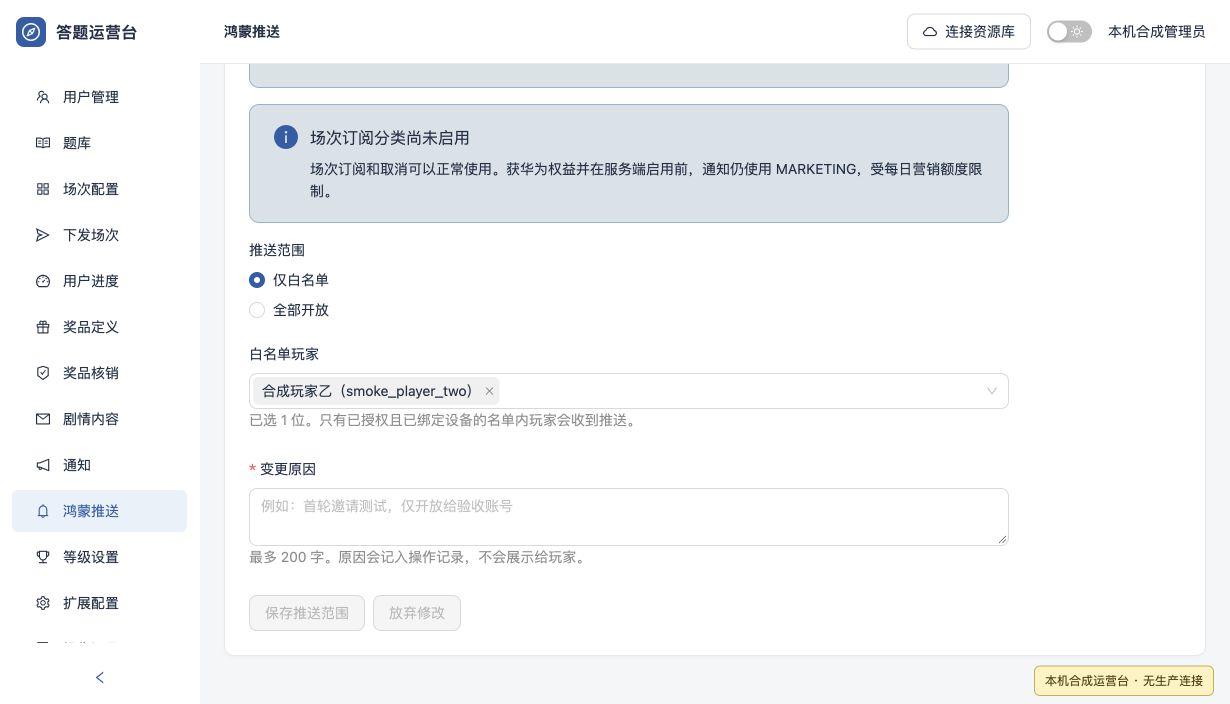 答题运营台
鸿蒙推送
连接资源库
本机合成管理员
用户管理
题库
场次配置
下发场次
用户进度
奖品定义
奖品核销
剧情内容
通知
鸿蒙推送
等级设置
扩展配置
场次订阅分类尚未启用
场次订阅和取消可以正常使用。获华为权益并在服务端启用前，通知仍使用 MARKETING，受每日营销额度限
制。
推送范围
仅白名单
全部开放
白名单玩家
合成玩家乙（smoke_player_two）
已选 1 位。只有已授权且已绑定设备的名单内玩家会收到推送。
* 变更原因
例如：首轮邀请测试，仅开放给验收账号
最多 200 字。原因会记入操作记录，不会展示给玩家。
保存推送范围
放弃修改
本机合成运营台 · 无生产连接